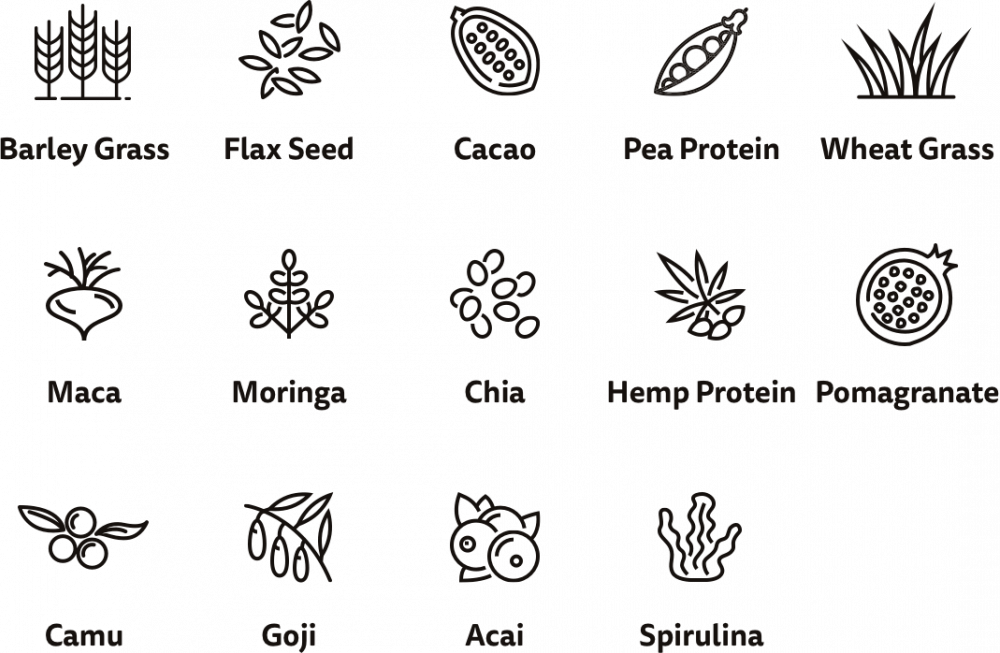 Barley Grass
Flax Seed
Cacao
Pea Protein
Wheat Grass
Maca
Moringa
Chia
Hemp Protein
Pomagranate
Camu
Goji
Acai
Spirulina